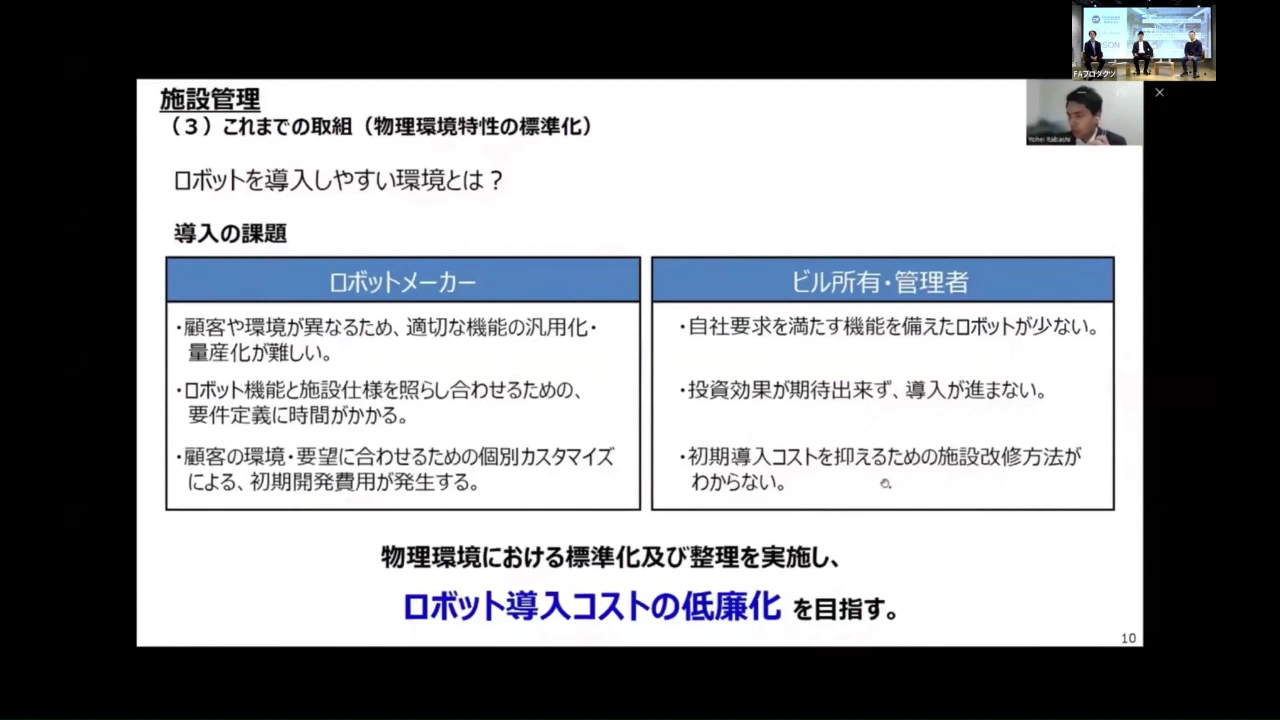 FAプロダクツ
Yohei Itabashi
施設管理
（３）これまでの取組（物理環境特性の標準化）
ロボットを導入しやすい環境とは？
導入の課題
ロボットメーカー
・顧客や環境が異なるため、適切な機能の汎用化・
量産化が難しい。
・ロボット機能と施設仕様を照らし合わせるための、
要件定義に時間がかかる。
・顧客の環境・要望に合わせるための個別カスタマイズ
による、初期開発費用が発生する。
ビル所有・管理者
・自社要求を満たす機能を備えたロボットが少ない。
・投資効果が期待出来ず、導入が進まない。
・初期導入コストを抑えるための施設改修方法が
わからない。
物理環境における標準化及び整理を実施し、
ロボット導入コストの低廉化 を目指す。
10